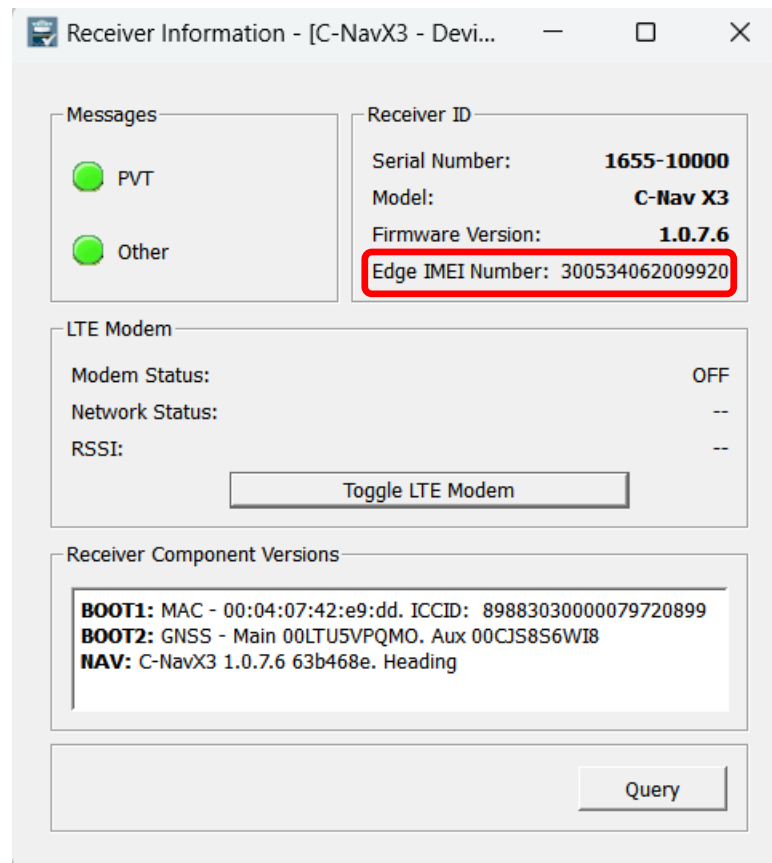 Receiver Information - [C-NavX3 - Devi...
Messages
PVT
Other
Receiver ID
Serial Number: 1655-10000
Model: C-Nav X3
Firmware Version: 1.0.7.6
Edge IMEI Number: 300534062009920
LTE Modem
Modem Status: OFF
Network Status: --
RSSI: --
Toggle LTE Modem
Receiver Component Versions
BOOT1: MAC - 00:04:07:42:e9:dd. ICCID: 89883030000079720899
BOOT2: GNSS - Main 00LTU5VPQMO. Aux 00CJS8S6WI8
NAV: C-NavX3 1.0.7.6 63b468e. Heading
Query